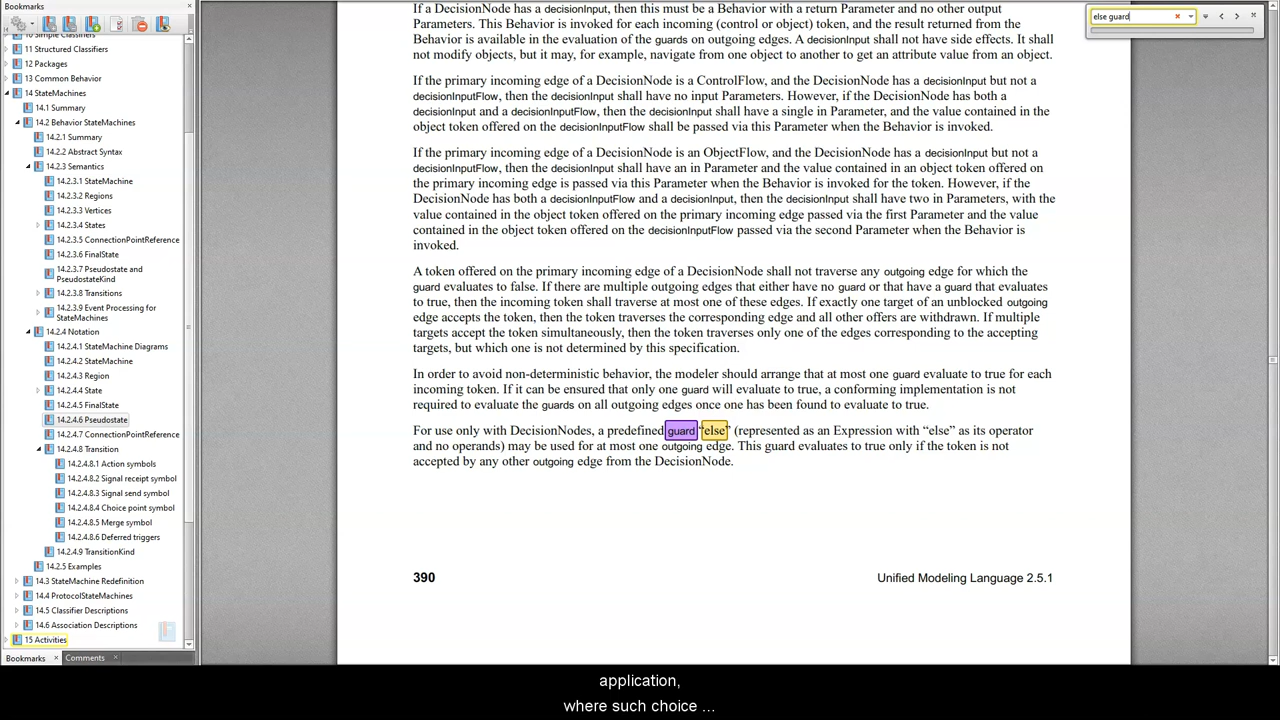 Bookmarks
10 Simple Classifiers
11 Structured Classifiers
12 Packages
13 Common Behavior
14 StateMachines
14.1 Summary
14.2 Behavior StateMachines
14.2.1 Summary
14.2.2 Abstract Syntax
14.2.3 Semantics
14.2.3.1 StateMachine
14.2.3.2 Regions
14.2.3.3 Vertices
14.2.3.4 States
14.2.3.5 ConnectionPointReference
14.2.3.6 FinalState
14.2.3.7 Pseudostate and
PseudostateKind
14.2.3.8 Transitions
14.2.3.9 Event Processing for
StateMachines
14.2.4 Notation
14.2.4.1 StateMachine Diagrams
14.2.4.2 StateMachine
14.2.4.3 Region
14.2.4.4 State
14.2.4.5 FinalState
14.2.4.6 Pseudostate
14.2.4.7 ConnectionPointReference
14.2.4.8 Transition
14.2.4.8.1 Action symbols
14.2.4.8.2 Signal receipt symbol
14.2.4.8.3 Signal send symbol
14.2.4.8.4 Choice point symbol
14.2.4.8.5 Merge symbol
14.2.4.8.6 Deferred triggers
14.2.4.9 TransitionKind
14.2.5 Examples
14.3 StateMachine Redefinition
14.4 ProtocolStateMachines
14.5 Classifier Descriptions
14.6 Association Descriptions
15 Activities
Bookmarks
Comments
else guard
If a DecisionNode has a decisionInput, then this must be a Behavior with a return Parameter and no other output
Parameters. This Behavior is invoked for each incoming (control or object) token, and the result returned from the
Behavior is available in the evaluation of the guards on outgoing edges. A decisionInput shall not have side effects. It shall
not modify objects, but it may, for example, navigate from one object to another to get an attribute value from an object.
If the primary incoming edge of a DecisionNode is a ControlFlow, and the DecisionNode has a decisionInput but not a
decisionInputFlow, then the decisionInput shall have no input Parameters. However, if the DecisionNode has both a
decisionInput and a decisionInputFlow, then the decisionInput shall have a single in Parameter, and the value contained in the
object token offered on the decisionInputFlow shall be passed via this Parameter when the Behavior is invoked.
If the primary incoming edge of a DecisionNode is an ObjectFlow, and the DecisionNode has a decisionInput but not a
decisionInputFlow, then the decisionInput shall have an in Parameter and the value contained in an object token offered on
the primary incoming edge is passed via this Parameter when the Behavior is invoked for the token. However, if the
DecisionNode has both a decisionInputFlow and a decisionInput, then the decisionInput shall have two in Parameters, with the
value contained in the object token offered on the primary incoming edge passed via the first Parameter and the value
contained in the object token offered on the decisionInputFlow passed via the second Parameter when the Behavior is
invoked.
A token offered on the primary incoming edge of a DecisionNode shall not traverse any outgoing edge for which the
guard evaluates to false. If there are multiple outgoing edges that either have no guard or that have a guard that evaluates
to true, then the incoming token shall traverse at most one of these edges. If exactly one target of an unblocked outgoing
edge accepts the token, then the token traverses the corresponding edge and all other offers are withdrawn. If multiple
targets accept the token simultaneously, then the token traverses only one of the edges corresponding to the accepting
targets, but which one is not determined by this specification.
In order to avoid non-deterministic behavior, the modeler should arrange that at most one guard evaluate to true for each
incoming token. If it can be ensured that only one guard will evaluate to true, a conforming implementation is not
required to evaluate the guards on all outgoing edges once one has been found to evaluate to true.
For use only with DecisionNodes, a predefined guard “else” (represented as an Expression with “else” as its operator
and no operands) may be used for at most one outgoing edge. This guard evaluates to true only if the token is not
accepted by any other outgoing edge from the DecisionNode.
390
Unified Modeling Language 2.5.1
application,
where such choice ...